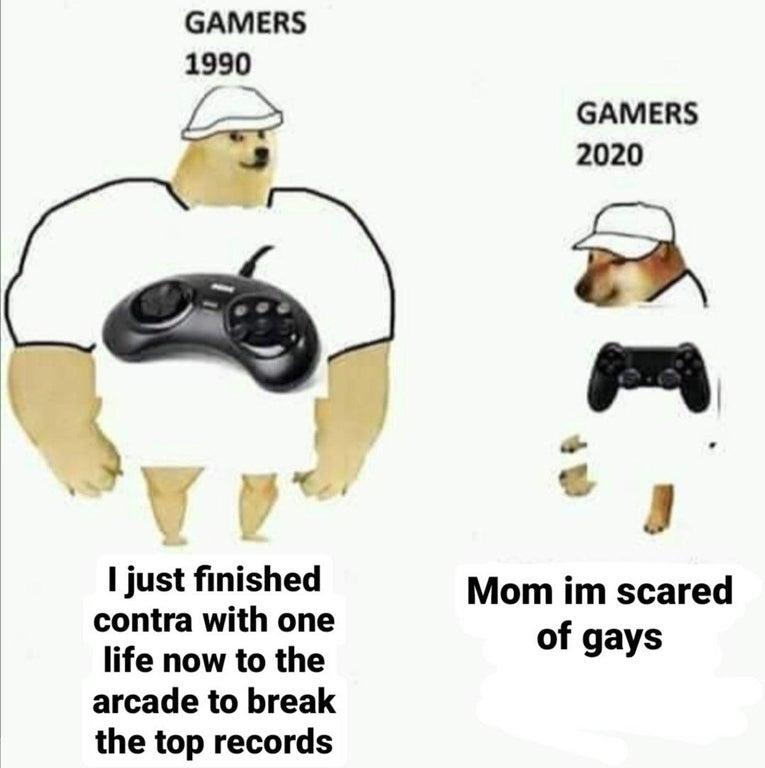 GAMERS
1990
GAMERS
2020
I just finished
contra with one
life now to the
arcade to break
the top records
Mom im scared
of gays